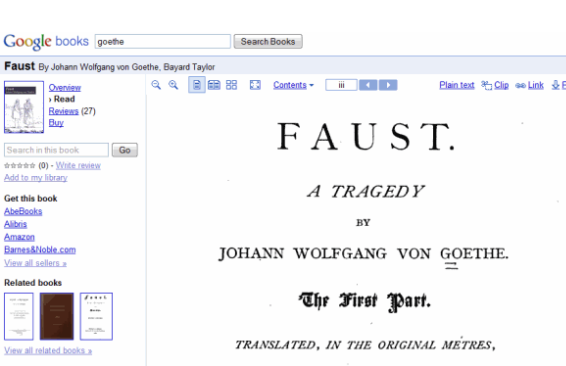 Google books goethe Search Books
Faust By Johann Wolfgang von Goethe, Bayard Taylor
Overview
› Read
Reviews (27)
Buy
Search in this book Go
(0) - Write review
Add to my library
Get this book
AbeBooks
Alibris
Amazon
Barnes&Noble.com
View all sellers »
Related books
View all related books »
Contents iii Plain text Clip Link
FAUST.
A TRAGEDY
BY
JOHANN WOLFGANG VON GOETHE.
The First Part.
TRANSLATED, IN THE ORIGINAL METRES,